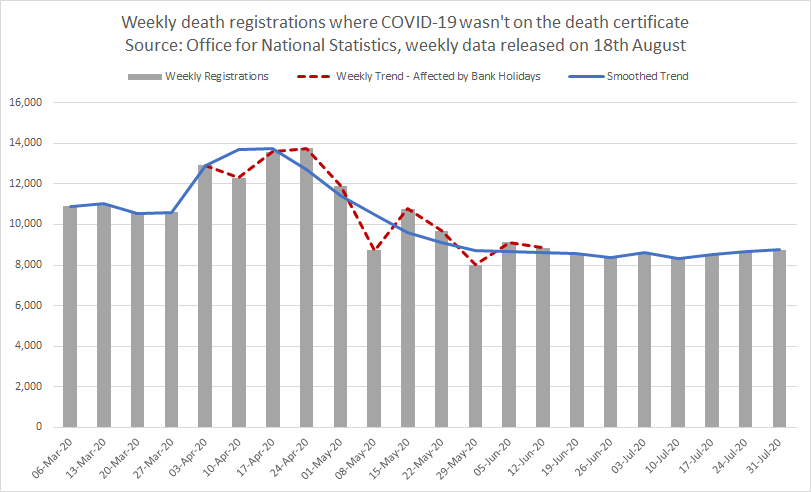 Weekly death registrations where COVID-19 wasn't on the death certificate
Source: Office for National Statistics, weekly data released on 18th August
Weekly Registrations Weekly Trend - Affected by Bank Holidays Smoothed Trend
16,000
14,000
12,000
10,000
8,000
6,000
4,000
2,000
0
06-Mar-20 13-Mar-20 20-Mar-20 27-Mar-20 03-Apr-20 10-Apr-20 17-Apr-20 24-Apr-20 01-May-20 08-May-20 15-May-20 22-May-20 29-May-20 05-Jun-20 12-Jun-20 19-Jun-20 26-Jun-20 03-Jul-20 10-Jul-20 17-Jul-20 24-Jul-20 31-Jul-20